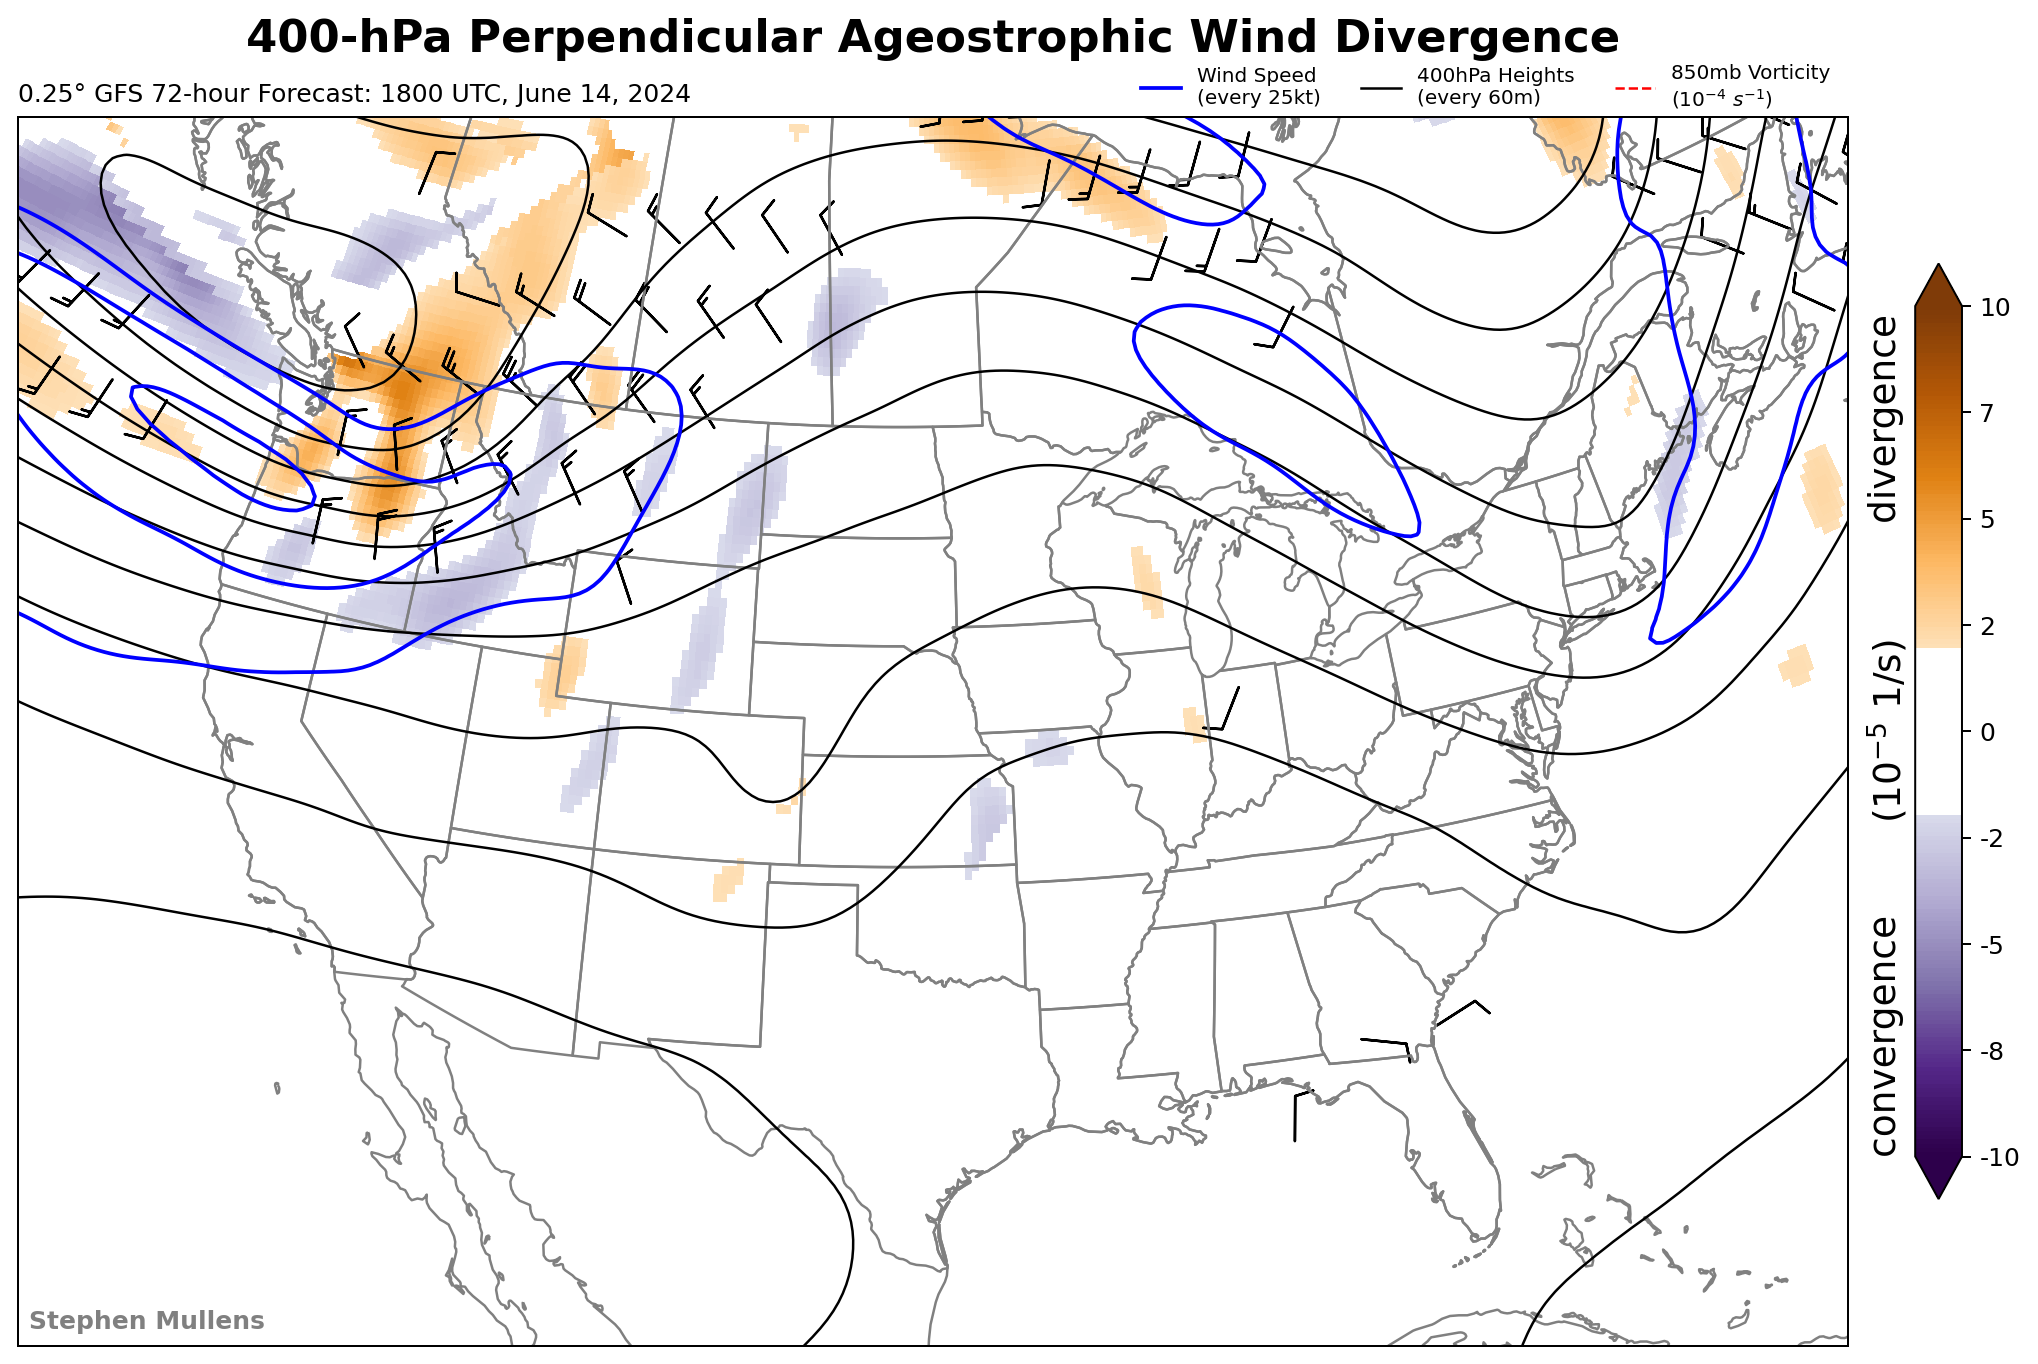 400-hPa Perpendicular Ageostrophic Wind Divergence
0.25° GFS 72-hour Forecast: 1800 UTC, June 14, 2024
Wind Speed
(every 25kt)
400hPa Heights
(every 60m)
850mb Vorticity
(10⁻⁴ s⁻¹)
10
7
5
2
0
-2
-5
-8
-10
convergence (10⁻⁵ 1/s) divergence
Stephen Mullens